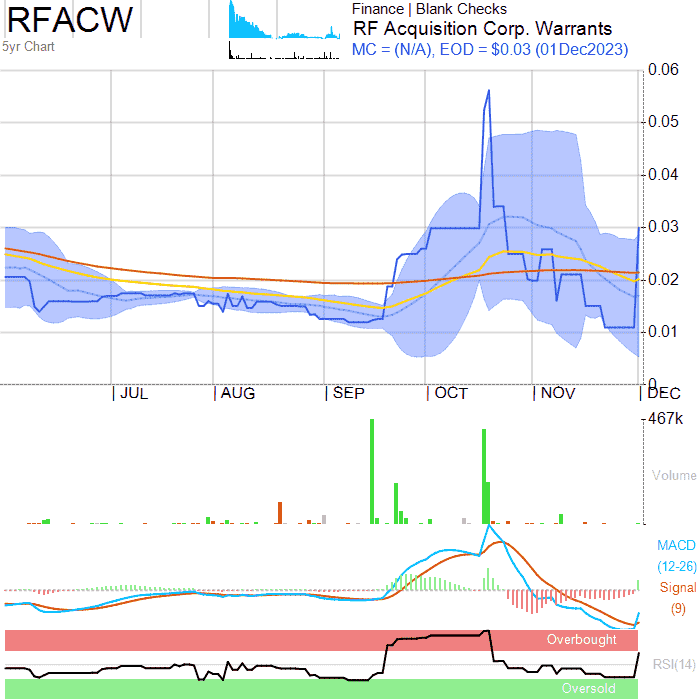 RFACW
5yr Chart
Finance | Blank Checks
RF Acquisition Corp. Warrants
MC = (N/A), EOD = $0.03 (01Dec2023)
0.06
0.05
0.04
0.03
0.02
0.01
0
JUL
AUG
SEP
OCT
NOV
DEC
467k
Volume
MACD
(12-26)
Signal
(9)
Overbought
RSI(14)
Oversold